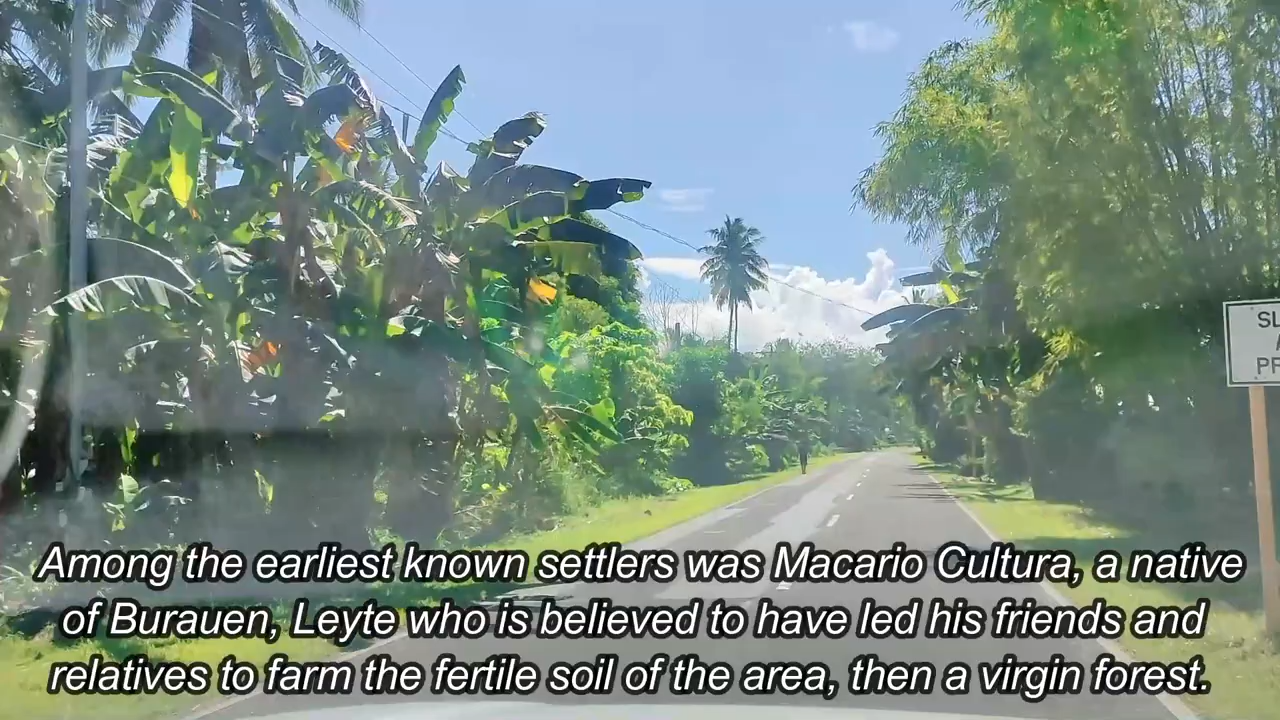 Among the earliest known settlers was Macario Cultura, a native
of Burauen, Leyte who is believed to have led his friends and
relatives to farm the fertile soil of the area, then a virgin forest.